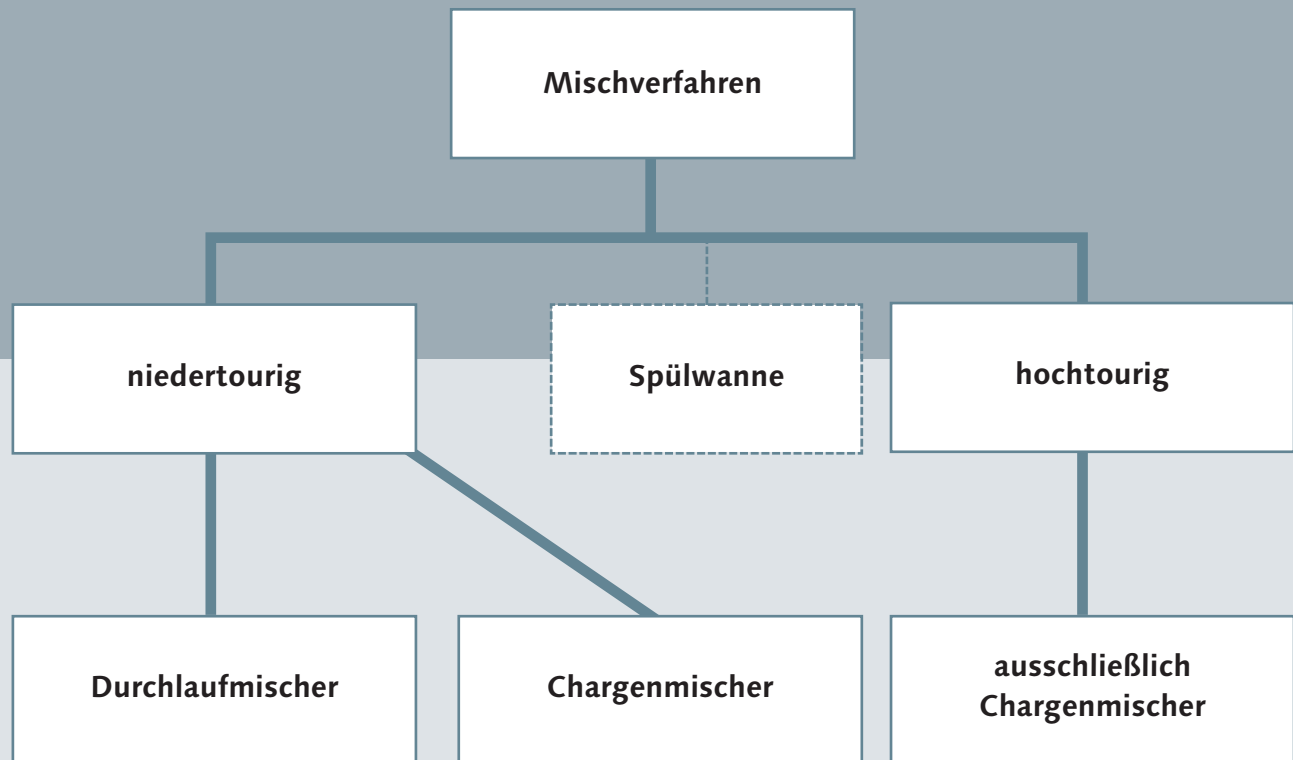 Mischverfahren
niedertourig
Spülwanne
hochtourig
Durchlaufmischer
Chargenmischer
ausschließlich
Chargenmischer